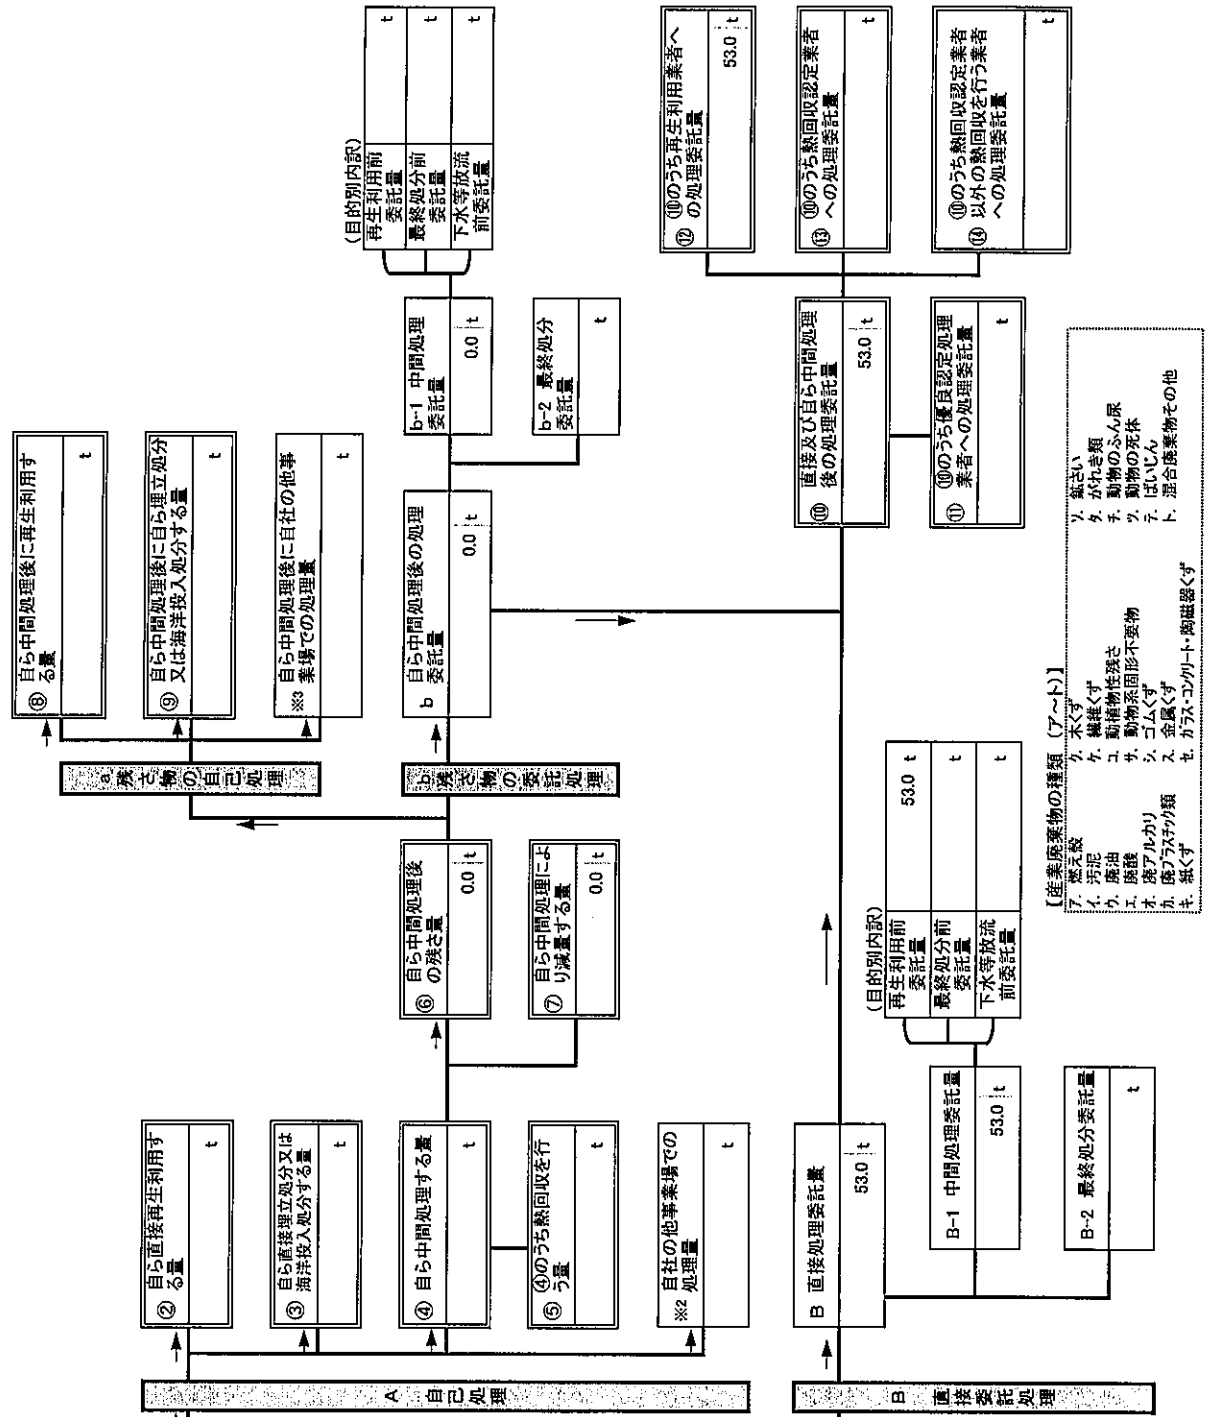 A 自己処理
② 自ら直接再生利用す
る量
t
③ 自ら直接埋立処分又は
海洋投入処分する量
t
④ 自ら中間処理する量
t
⑤ ④のうち熱回収を行
う量
t
※2 自社の他事業場での
処理量
t
⑥ 自ら中間処理後
の残さ量
0.0 t
⑦ 自ら中間処理によ
り減量する量
0.0 t
a 残さ物の自己処理
⑧ 自ら中間処理後に再生利用す
る量
t
⑨ 自ら中間処理後に自ら埋立処分
又は海洋投入処分する量
t
※3 自ら中間処理後に自社の他事
業場での処理量
t
b 残さ物の委託処理
b 自ら中間処理後の処理
委託量
0.0 t
b-1 中間処理
委託量
0.0 t
b-2 最終処分
委託量
t
(目的別内訳)
再生利用前
委託量
t
最終処分前
委託量
t
下水等放流
前委託量
t
B 直接委託処理
B 直接処理委託量
53.0 t
B-1 中間処理委託量
53.0 t
B-2 最終処分委託量
t
(目的別内訳)
再生利用前
委託量
53.0 t
最終処分前
委託量
t
下水等放流
前委託量
t
⑩ 直接及び自ら中間処理
後の処理委託量
53.0 t
⑪ ⑩のうち優良認定処理
業者への処理委託量
t
⑫ ⑩のうち再生利用業者へ
の処理委託量
53.0 t
⑬ ⑩のうち熱回収認定業者
への処理委託量
t
⑭ ⑩のうち熱回収認定業者
以外の熱回収を行う業者
への処理委託量
t
【産業廃棄物の種類 (ア〜ト)】
ア. 燃え殻
イ. 汚泥
ウ. 廃油
エ. 廃酸
オ. 廃アルカリ
カ. 廃プラスチック類
キ. 紙くず
ク. 木くず
ケ. 繊維くず
コ. 動植物性残さ
サ. 動物系固形不要物
シ. ゴムくず
ス. 金属くず
セ. ガラス・コンクリート・陶磁器くず
ソ. 鉱さい
タ. がれき類
チ. 動物のふん尿
ツ. 動物の死体
テ. ばいじん
ト. 混合廃棄物その他